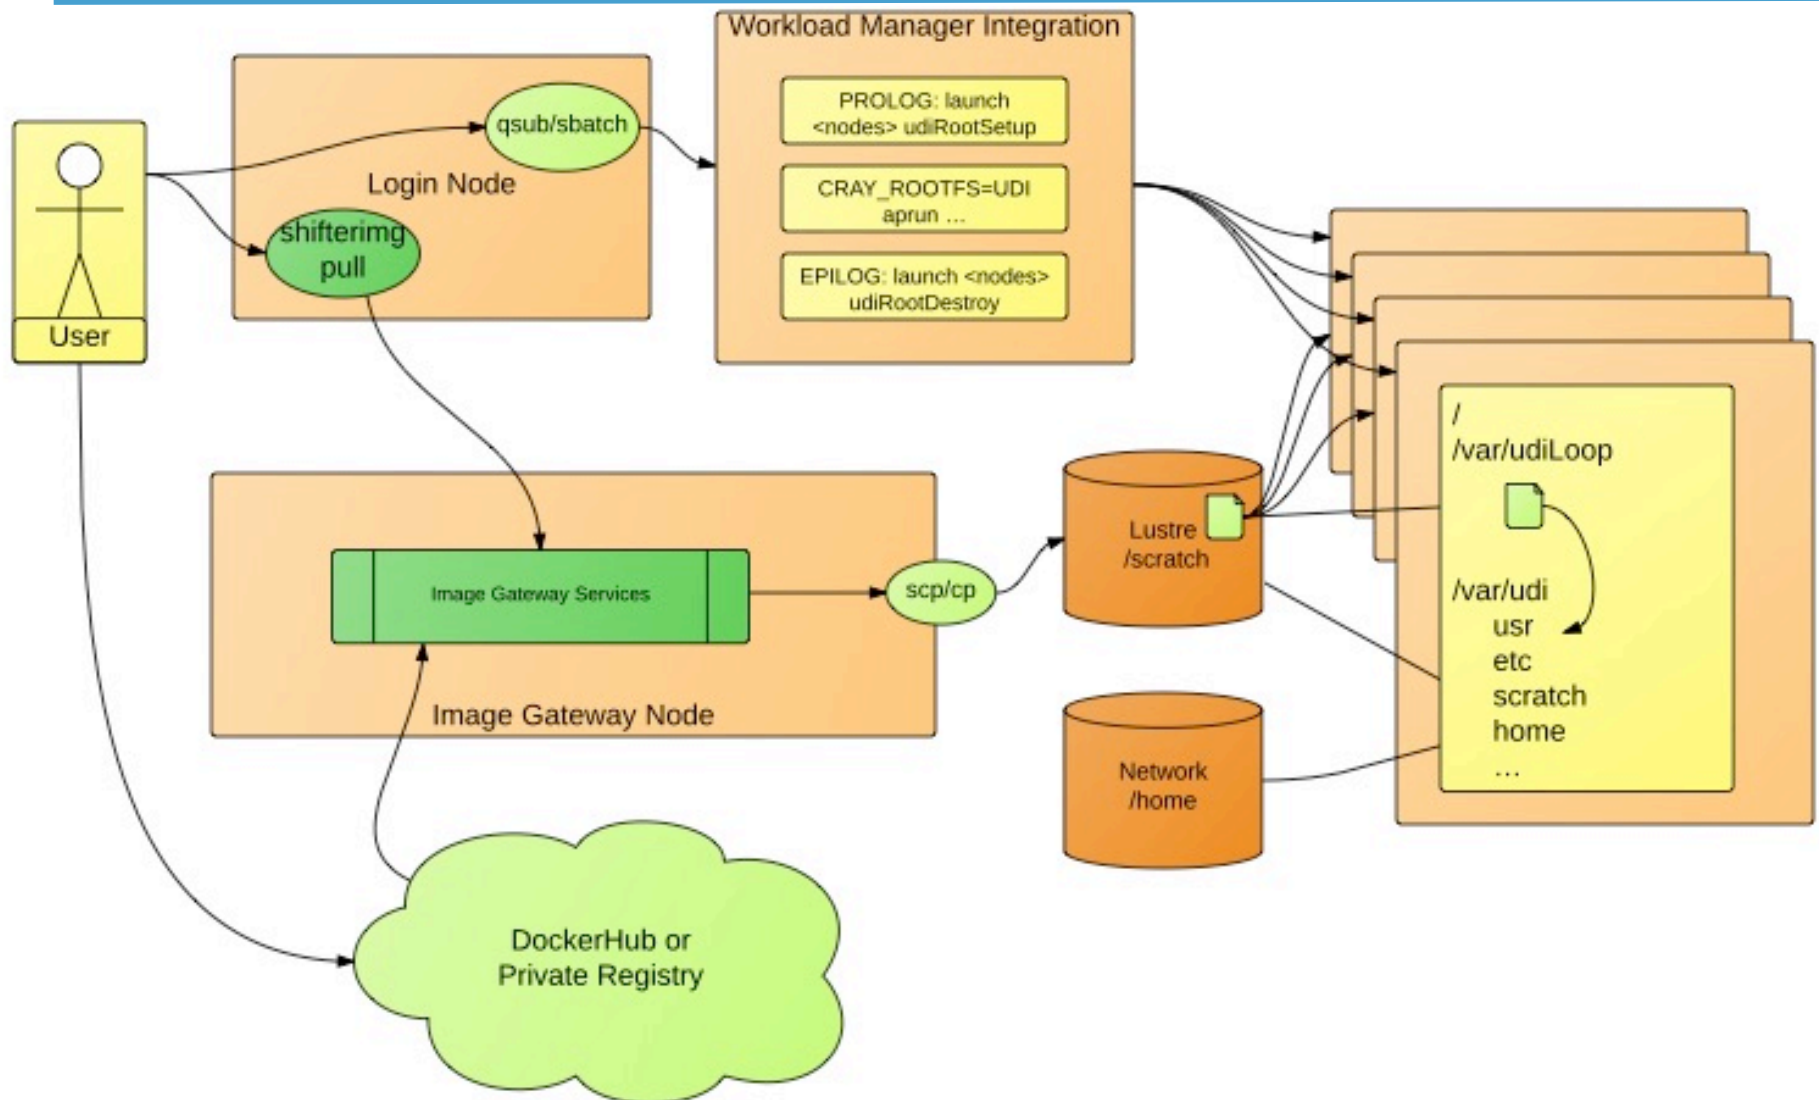 Workload Manager Integration
PROLOG: launch
<nodes> udiRootSetup
CRAY_ROOTFS=UDI
aprun ...
EPILOG: launch <nodes>
udiRootDestroy
qsub/sbatch
Login Node
shifterimg
pull
User
/
/var/udiLoop
/var/udi
usr
etc
scratch
home
...
Lustre
/scratch
Image Gateway Services
scp/cp
Image Gateway Node
Network
/home
DockerHub or
Private Registry